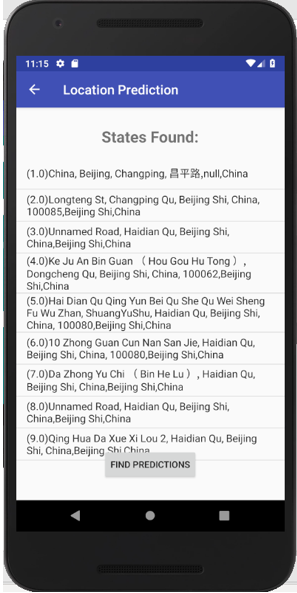 11:15
Location Prediction
States Found:
(1.0)China, Beijing, Changping, 昌平路,null,China
(2.0)Longteng St, Changping Qu, Beijing Shi, China,
100085,Beijing Shi,China
(3.0)Unnamed Road, Haidian Qu, Beijing Shi,
China,Beijing Shi,China
(4.0)Ke Ju An Bin Guan （ Hou Gou Hu Tong ）,
Dongcheng Qu, Beijing Shi, China, 100062,Beijing
Shi,China
(5.0)Hai Dian Qu Qing Yun Bei Qu She Qu Wei Sheng
Fu Wu Zhan, ShuangYuShu, Haidian Qu, Beijing Shi,
China, 100080,Beijing Shi,China
(6.0)10 Zhong Guan Cun Nan San Jie, Haidian Qu,
Beijing Shi, China, 100080,Beijing Shi,China
(7.0)Da Zhong Yu Chi （ Bin He Lu ）, Haidian Qu,
Beijing Shi, China,Beijing Shi,China
(8.0)Unnamed Road, Haidian Qu, Beijing Shi,
China,Beijing Shi,China
(9.0)Qing Hua Da Xue Xi Lou 2, Haidian Qu, Beijing
Shi, China,Beijing Shi,China
FIND PREDICTIONS